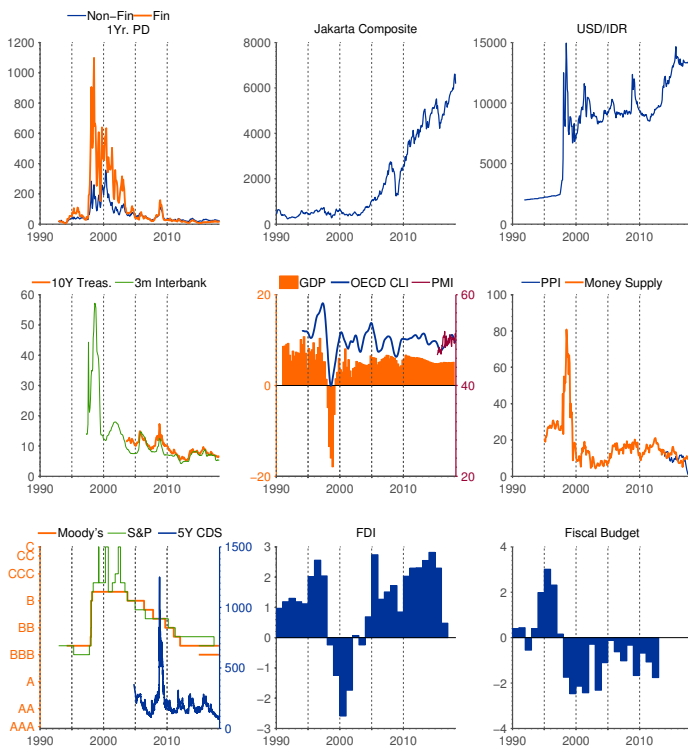 Non-Fin Fin
1Yr. PD
1200
1000
800
600
400
200
0
1990 2000 2010
Jakarta Composite
8000
6000
4000
2000
0
1990 2000 2010
USD/IDR
15000
10000
5000
0
1990 2000 2010
10Y Treas. 3m Interbank
60
50
40
30
20
10
0
1990 2000 2010
GDP OECD CLI PMI
20
0
−20
60
40
20
1990 2000 2010
PPI Money Supply
100
80
60
40
20
0
1990 2000 2010
Moody's S&P 5Y CDS
C
CC
CCC
B
BB
BBB
A
AA
AAA
1500
1000
500
0
1990 2000 2010
FDI
3
2
1
0
−1
−2
−3
1990 2000 2010
Fiscal Budget
4
2
0
−2
−4
1990 2000 2010